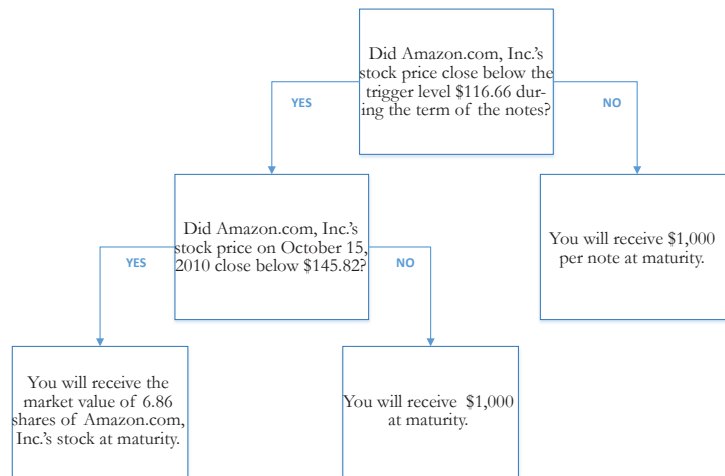 Did Amazon.com, Inc.'s
stock price close below the
trigger level $116.66 dur-
ing the term of the notes?
YES
NO
Did Amazon.com, Inc.'s
stock price on October 15,
2010 close below $145.82?
You will receive $1,000
per note at maturity.
YES
NO
You will receive the
market value of 6.86
shares of Amazon.com,
Inc.'s stock at maturity.
You will receive $1,000
at maturity.